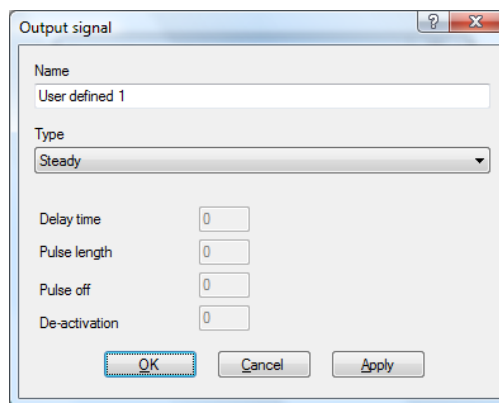 Output signal
?
Name
User defined 1
Type
Steady
Delay time 0
Pulse length 0
Pulse off 0
De-activation 0
OK Cancel Apply